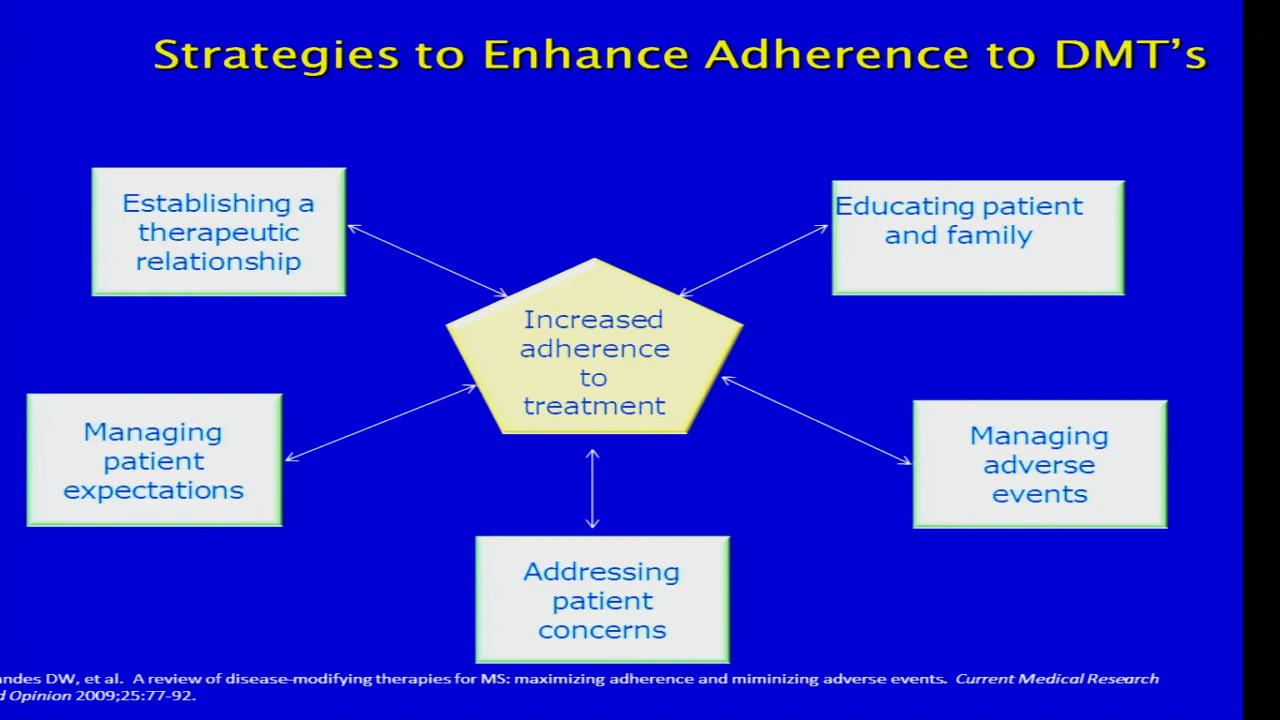 Strategies to Enhance Adherence to DMT's
Establishing a
therapeutic
relationship
Educating patient
and family
Increased
adherence
to
treatment
Managing
patient
expectations
Managing
adverse
events
Addressing
patient
concerns
andes DW, et al. A review of disease-modifying therapies for MS: maximizing adherence and miminizing adverse events. Current Medical Research
d Opinion 2009;25:77-92.